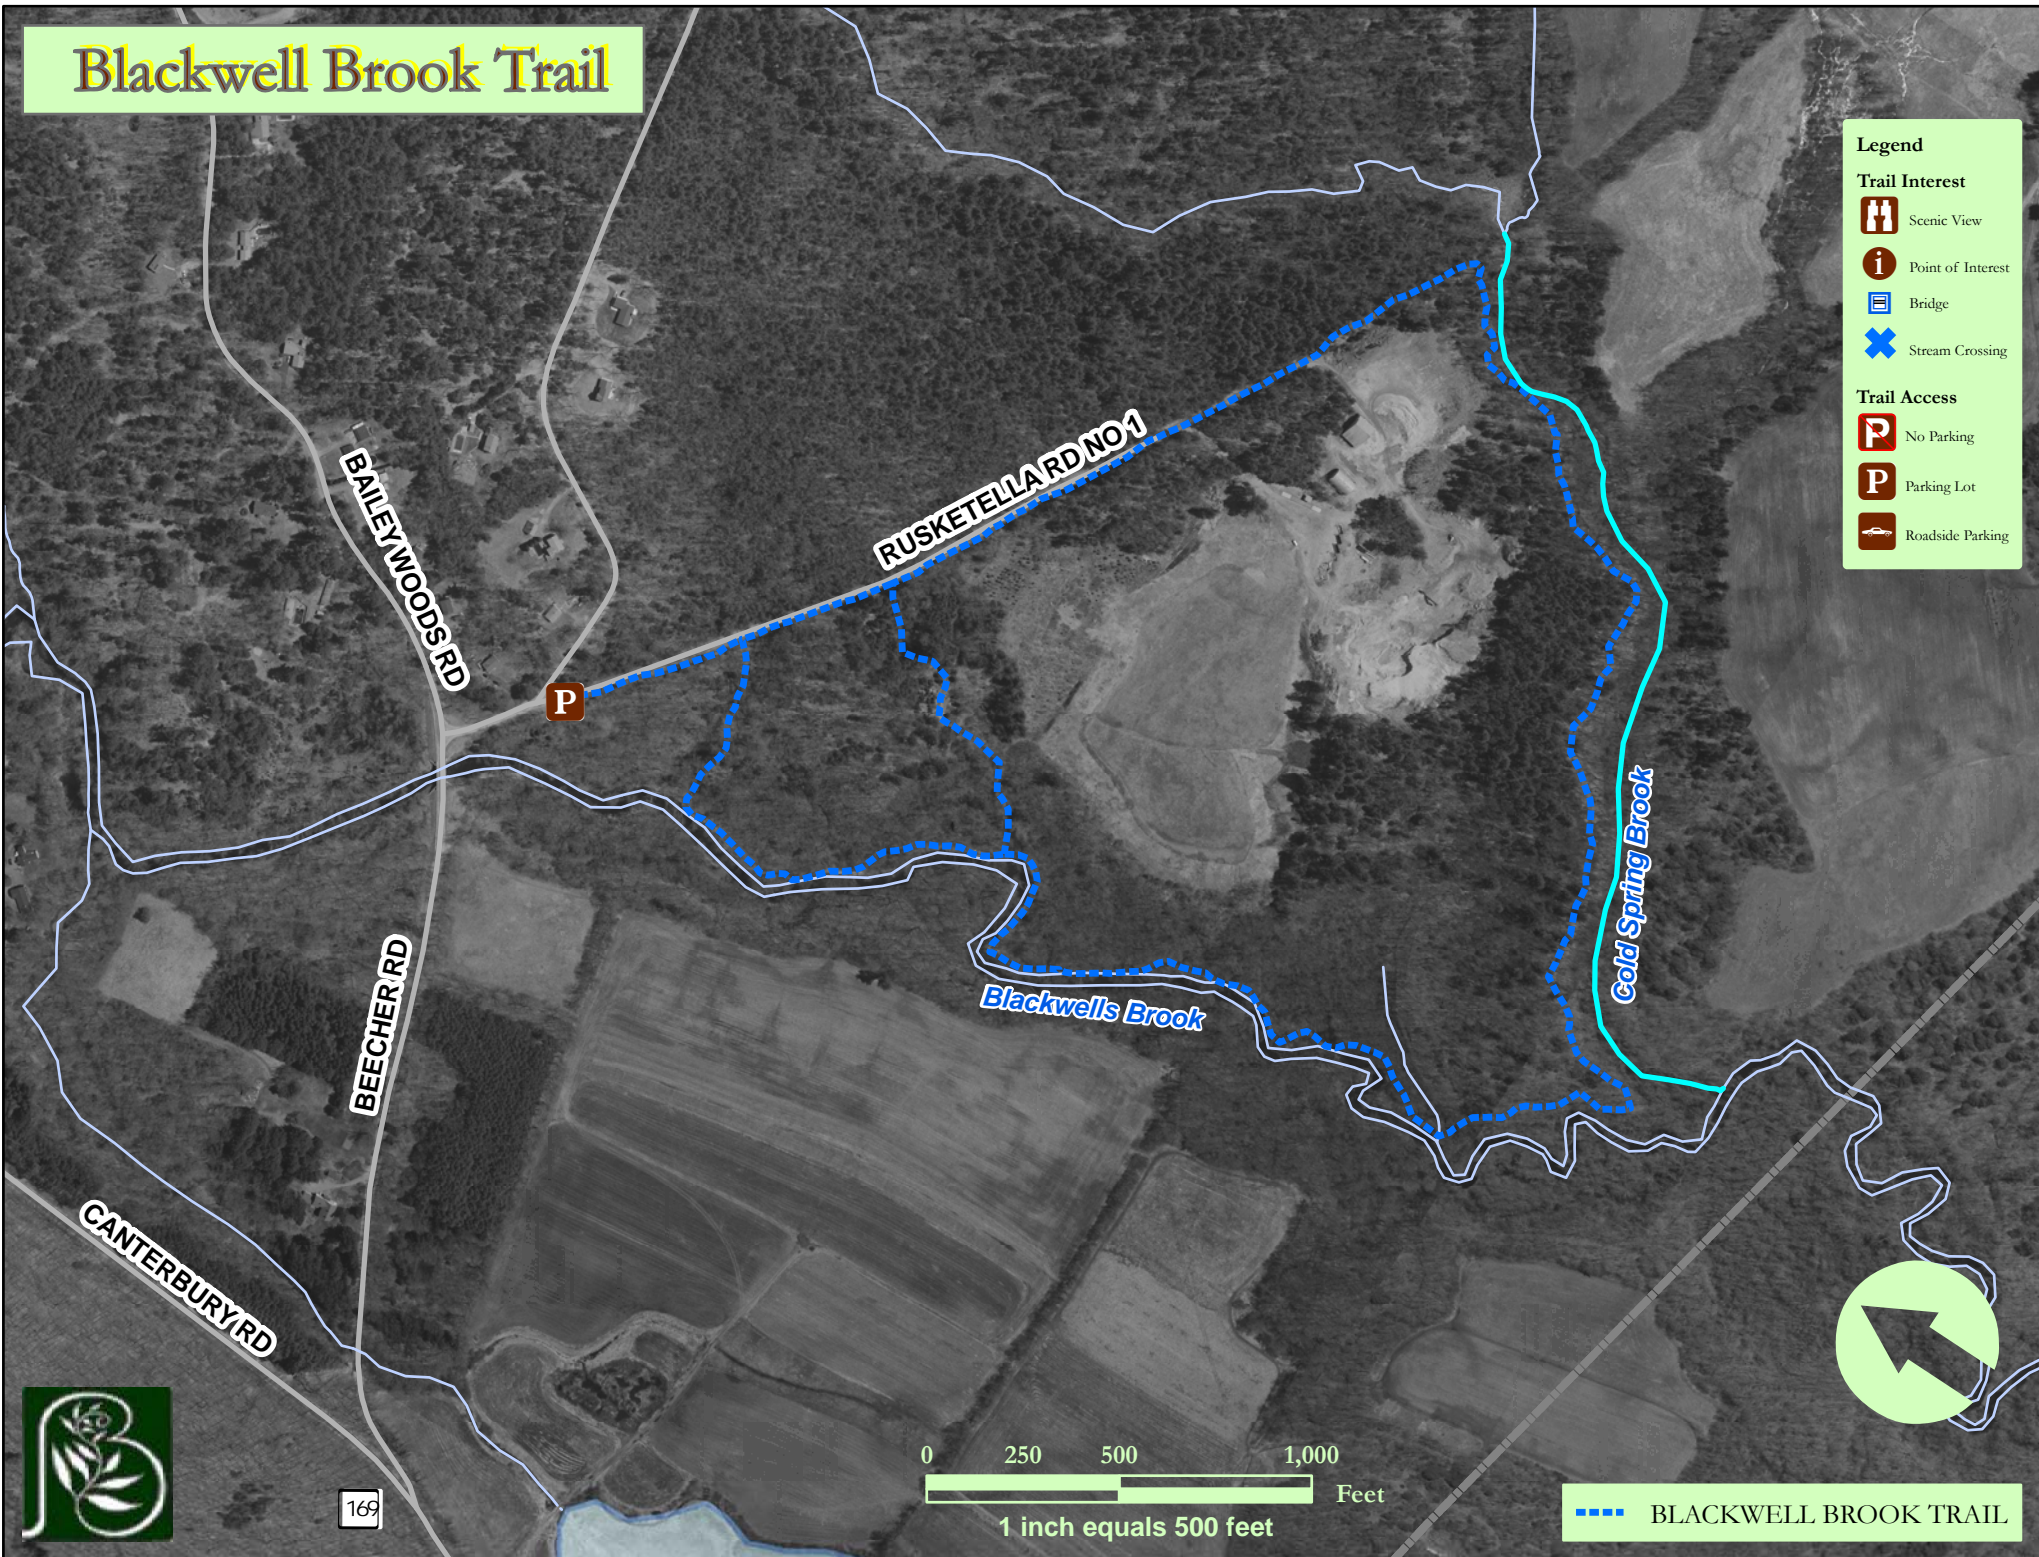 Blackwell Brook Trail
Legend
Trail Interest
Scenic View
i
Point of Interest
Bridge
Stream Crossing
Trail Access
P
No Parking
P
Parking Lot
Roadside Parking
RUSKETELLA RD NO 1
BAILEY WOODS RD
P
Cold Spring Brook
BEECHER RD
Blackwells Brook
CANTERBURY RD
169
0 250 500 1,000
Feet
1 inch equals 500 feet
BLACKWELL BROOK TRAIL